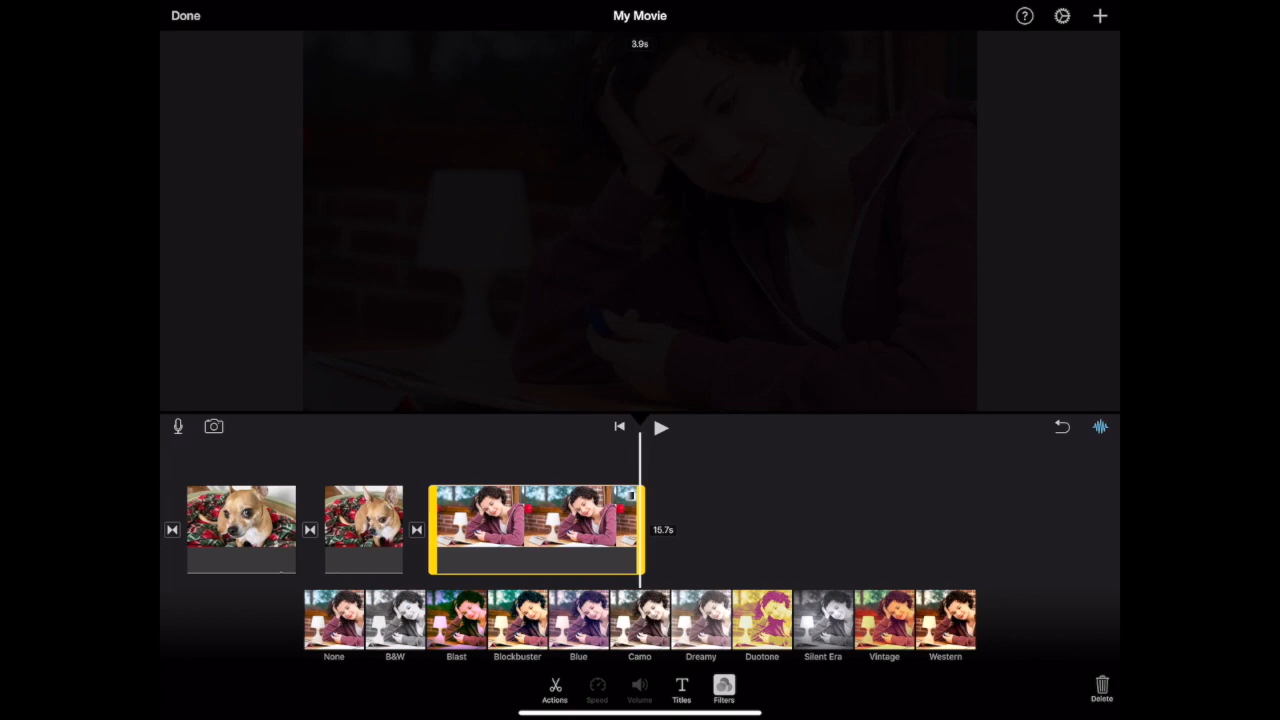 Done
My Movie
3.9s
15.7s
None
B&W
Blast
Blockbuster
Blue
Camo
Dreamy
Duotone
Silent Era
Vintage
Western
Actions
Speed
Volume
Titles
Filters
Delete